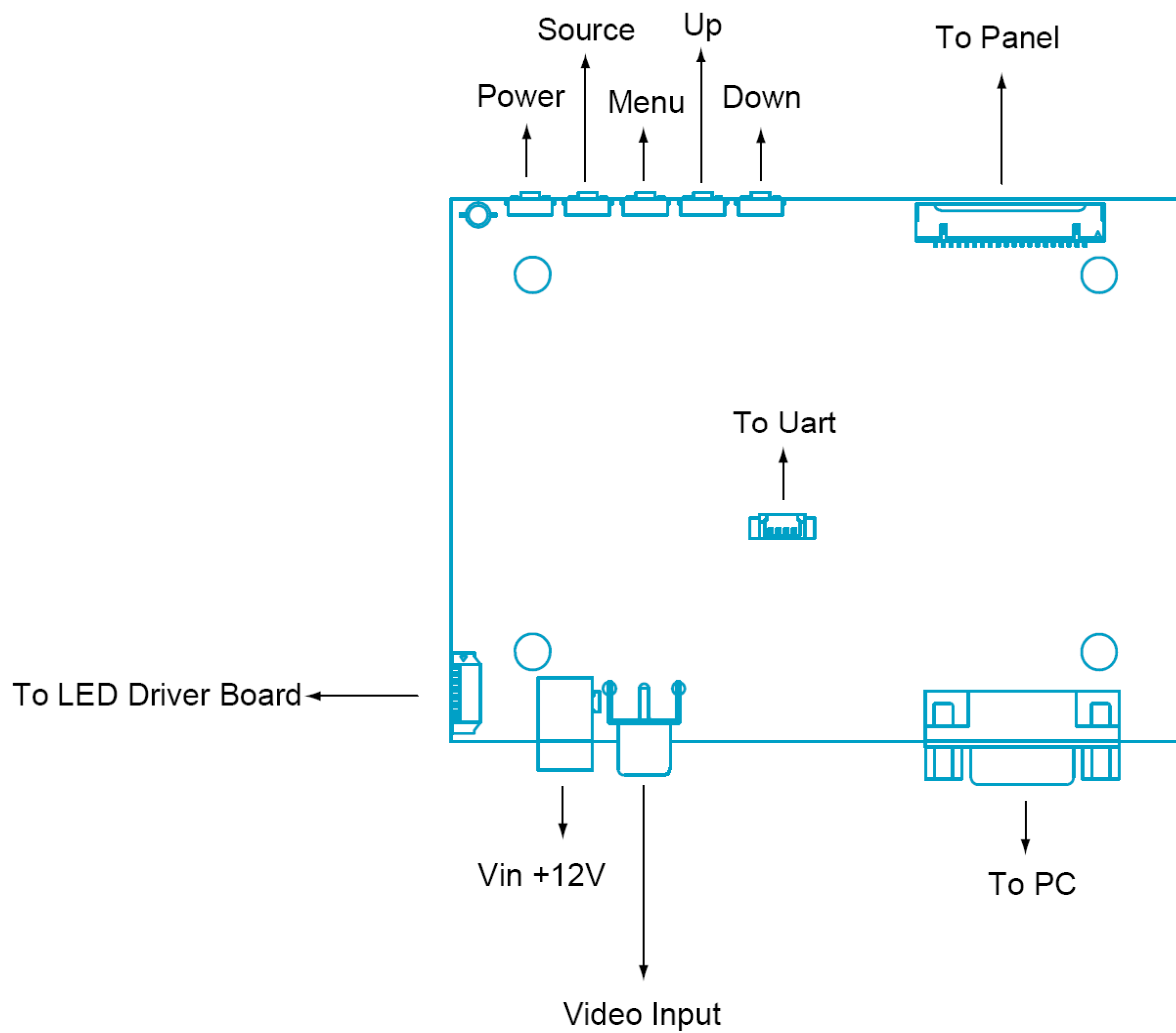 Source
Up
To Panel
Power
Menu
Down
To Uart
To LED Driver Board
Vin +12V
To PC
Video Input